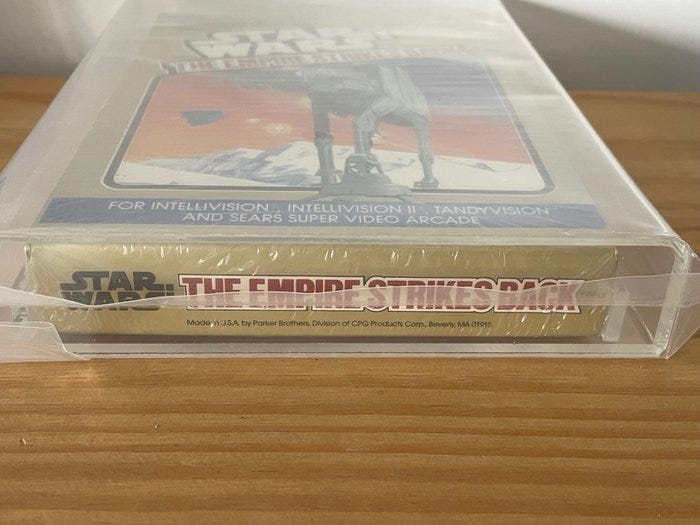 STAR
WARS
THE EMPIRE STRIKES BACK
FOR INTELLIVISION . INTELLIVISION II . TANDYVISION
AND SEARS SUPER VIDEO ARCADE
STAR
WARS THE EMPIRE STRIKES BACK
Made in U.S.A. by Parker Brothers, Division of CPG Products Corp., Beverly, MA 01915.